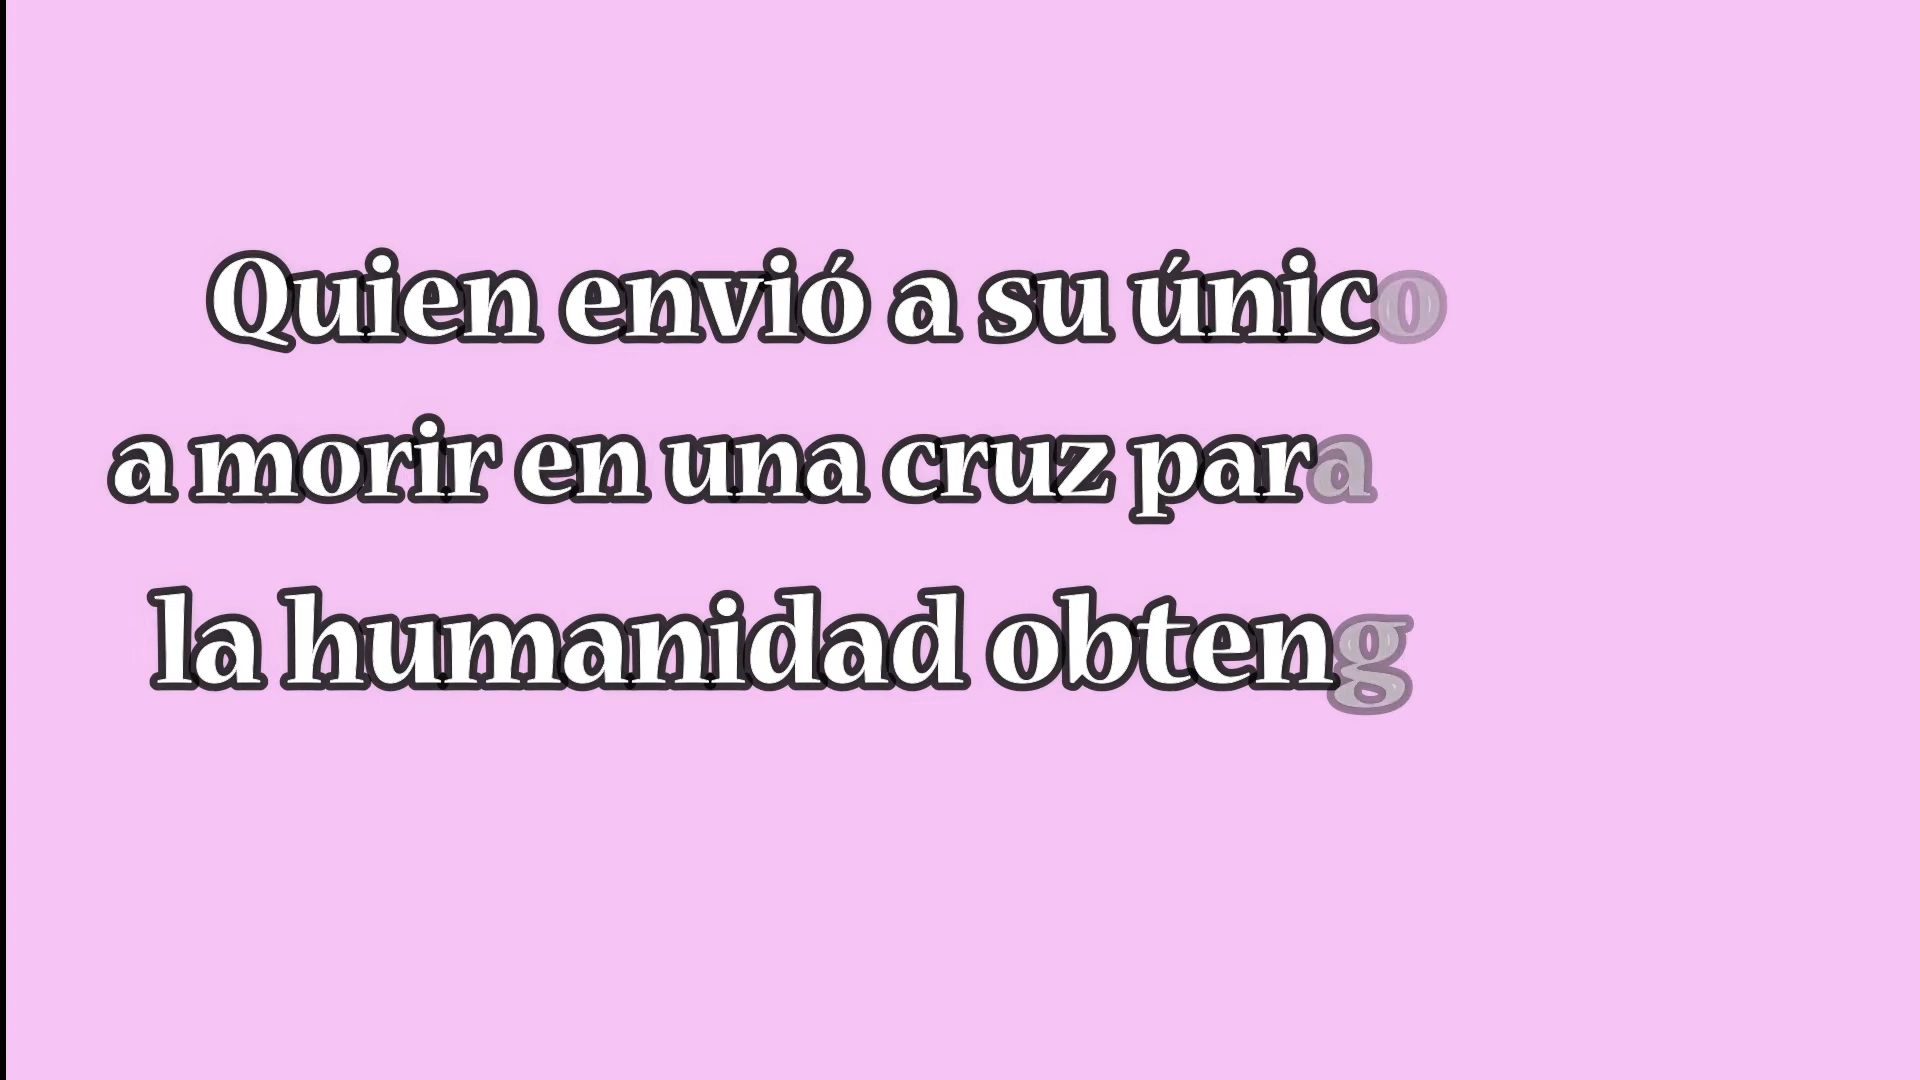 Quien envió a su único
a morir en una cruz para
la humanidad obteng